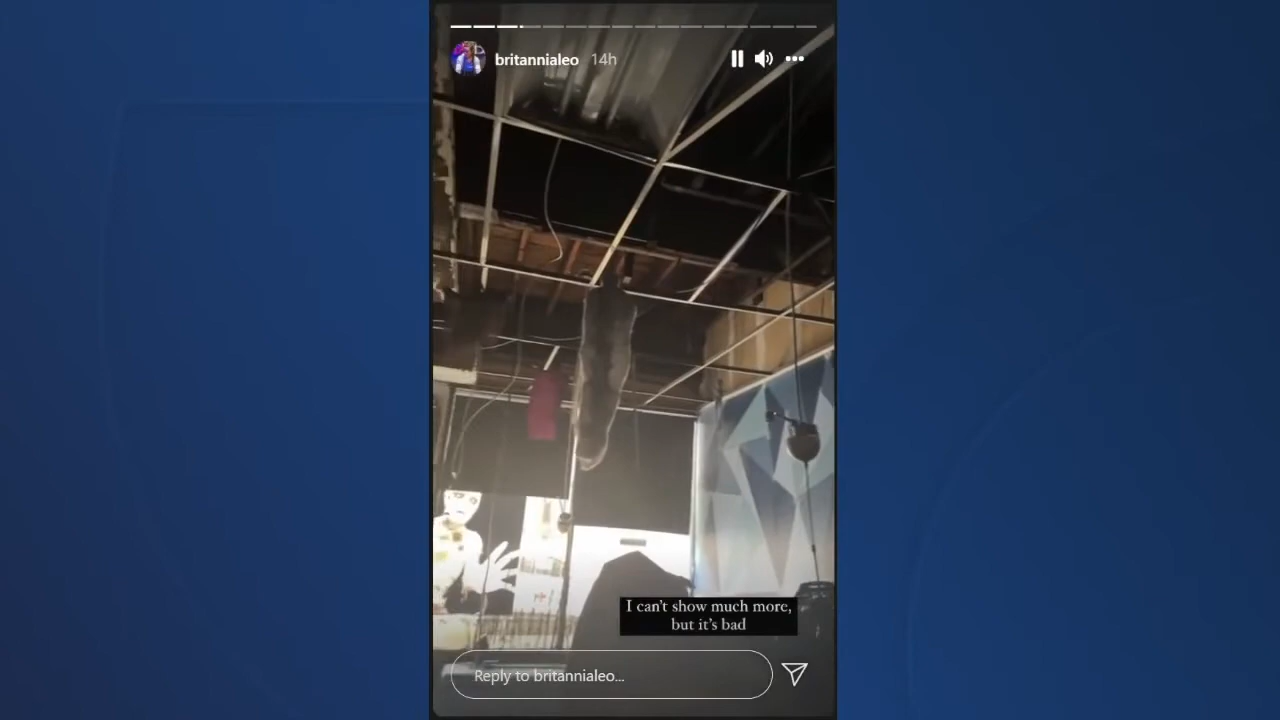 britannialeo 14h
I can't show much more,
but it's bad
Reply to britannialeo...